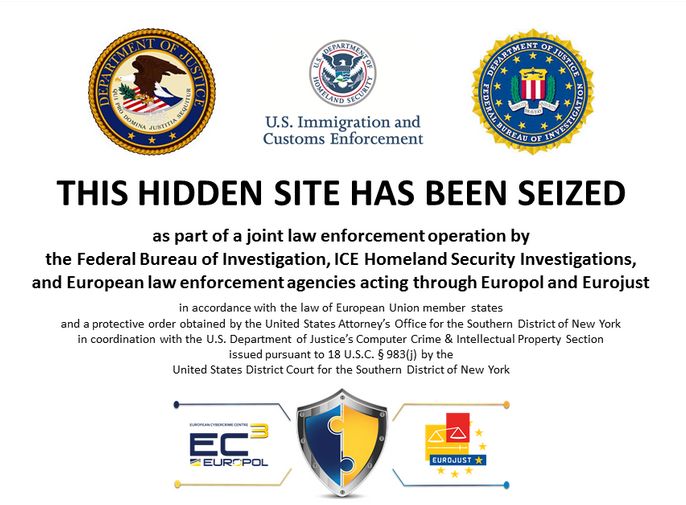 DEPARTMENT OF JUSTICE
QUI PRO DOMINA JUSTITIA SEQUITUR
U.S. DEPARTMENT OF
HOMELAND SECURITY
DEPARTMENT OF JUSTICE
FEDERAL BUREAU OF INVESTIGATION
U.S. Immigration and
Customs Enforcement
THIS HIDDEN SITE HAS BEEN SEIZED
as part of a joint law enforcement operation by
the Federal Bureau of Investigation, ICE Homeland Security Investigations,
and European law enforcement agencies acting through Europol and Eurojust
in accordance with the law of European Union member states
and a protective order obtained by the United States Attorney’s Office for the Southern District of New York
in coordination with the U.S. Department of Justice’s Computer Crime & Intellectual Property Section
issued pursuant to 18 U.S.C. § 983(j) by the
United States District Court for the Southern District of New York
EUROPEAN CYBERCRIME CENTRE
EC3
EUROPOL
EUROJUST